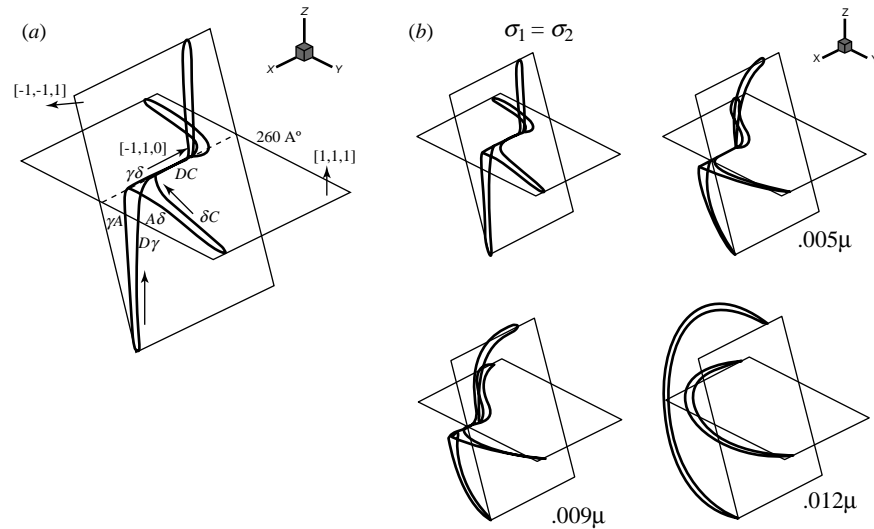 (a)
Z
X
Y
[-1,-1,1]
[-1,1,0]
260 Aº
γδ
DC
[1,1,1]
γA
Aδ
δC
Dγ
(b)
σ1 = σ2
Z
X
Y
.005μ
.009μ
.012μ